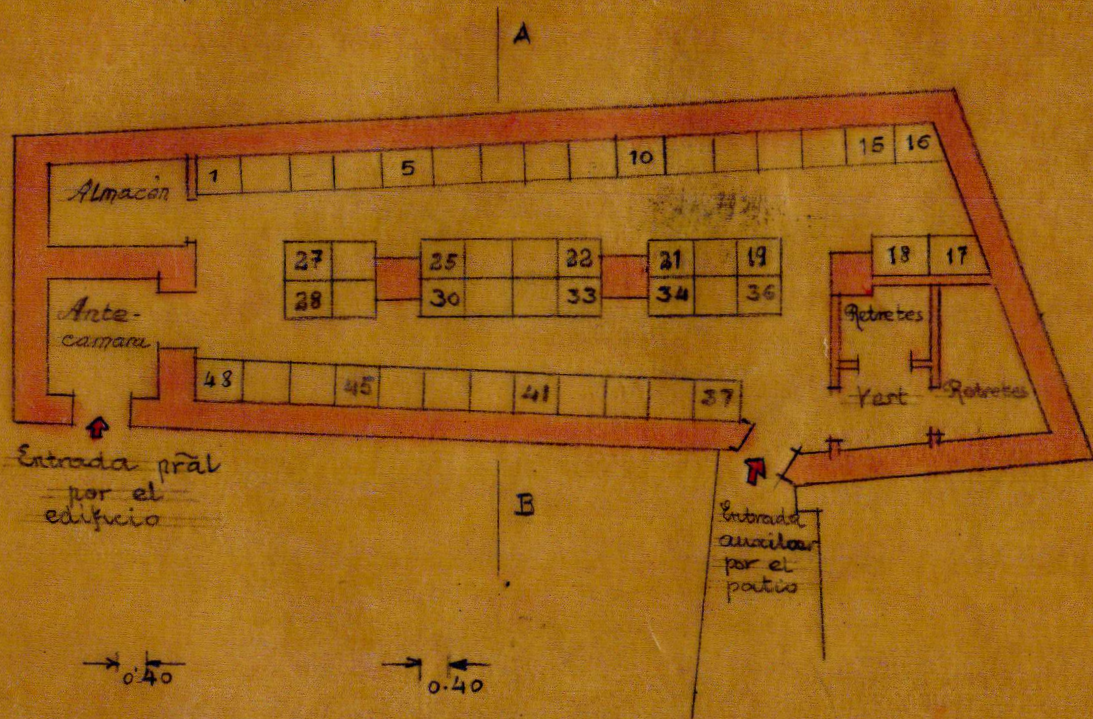 A
Almacén
1
5
10
15
16
27
25
22
21
19
18
17
28
30
33
34
36
Ante-
camara
Retretes
Vest
Retretes
48
45
41
37
Entrada prãl
por el
edificio
B
Entrada
auxiliar
por el
patio
0'40
0.40